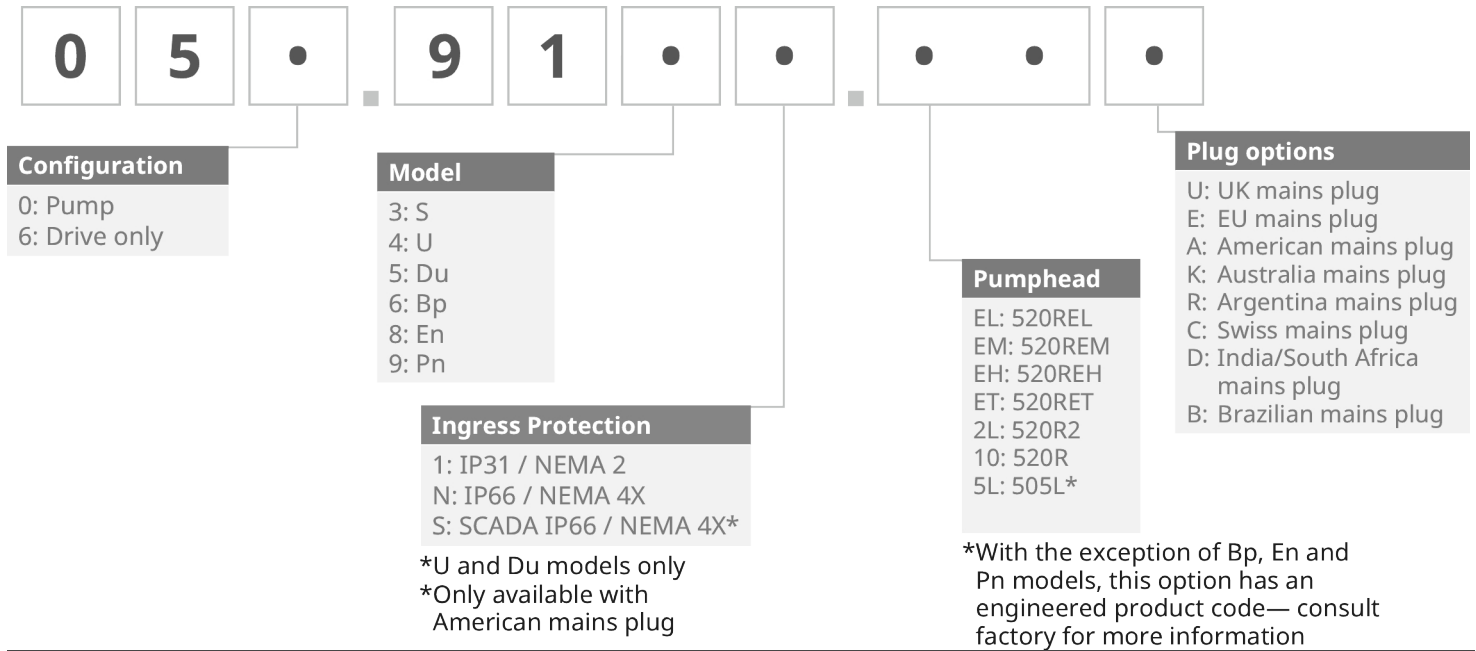 0 5 • . 9 1 • • . • • •
Configuration
0: Pump
6: Drive only
Model
3: S
4: U
5: Du
6: Bp
8: En
9: Pn
Ingress Protection
1: IP31 / NEMA 2
N: IP66 / NEMA 4X
S: SCADA IP66 / NEMA 4X*
*U and Du models only
*Only available with
American mains plug
Pumphead
EL: 520REL
EM: 520REM
EH: 520REH
ET: 520RET
2L: 520R2
10: 520R
5L: 505L*
*With the exception of Bp, En and
Pn models, this option has an
engineered product code— consult
factory for more information
Plug options
U: UK mains plug
E: EU mains plug
A: American mains plug
K: Australia mains plug
R: Argentina mains plug
C: Swiss mains plug
D: India/South Africa
mains plug
B: Brazilian mains plug